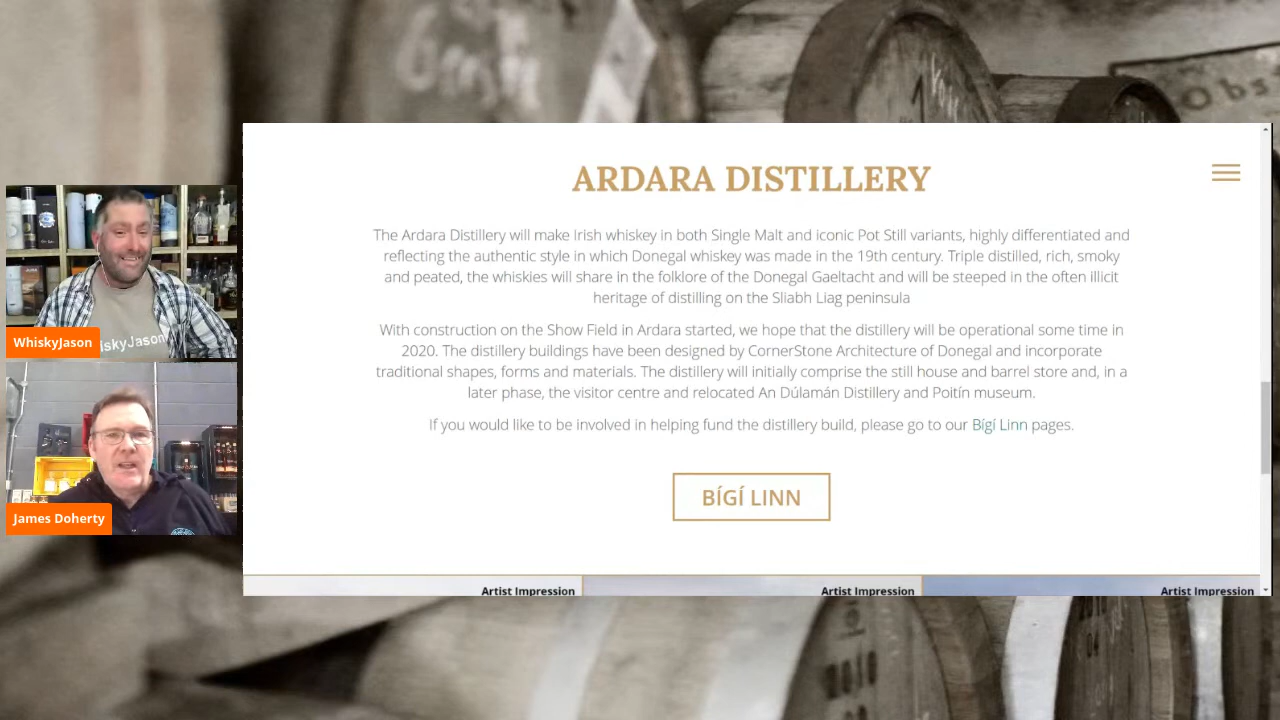 ARDARA DISTILLERY
The Ardara Distillery will make Irish whiskey in both Single Malt and iconic Pot Still variants, highly differentiated and
reflecting the authentic style in which Donegal whiskey was made in the 19th century. Triple distilled, rich, smoky
and peated, the whiskies will share in the folklore of the Donegal Gaeltacht and will be steeped in the often illicit
heritage of distilling on the Sliabh Liag peninsula
With construction on the Show Field in Ardara started, we hope that the distillery will be operational some time in
2020. The distillery buildings have been designed by CornerStone Architecture of Donegal and incorporate
traditional shapes, forms and materials. The distillery will initially comprise the still house and barrel store and, in a
later phase, the visitor centre and relocated An Dúlamán Distillery and Poitín museum.
If you would like to be involved in helping fund the distillery build, please go to our Bígí Linn pages.
BÍGÍ LINN
Artist Impression
Artist Impression
Artist Impression
WhiskyJason
James Doherty